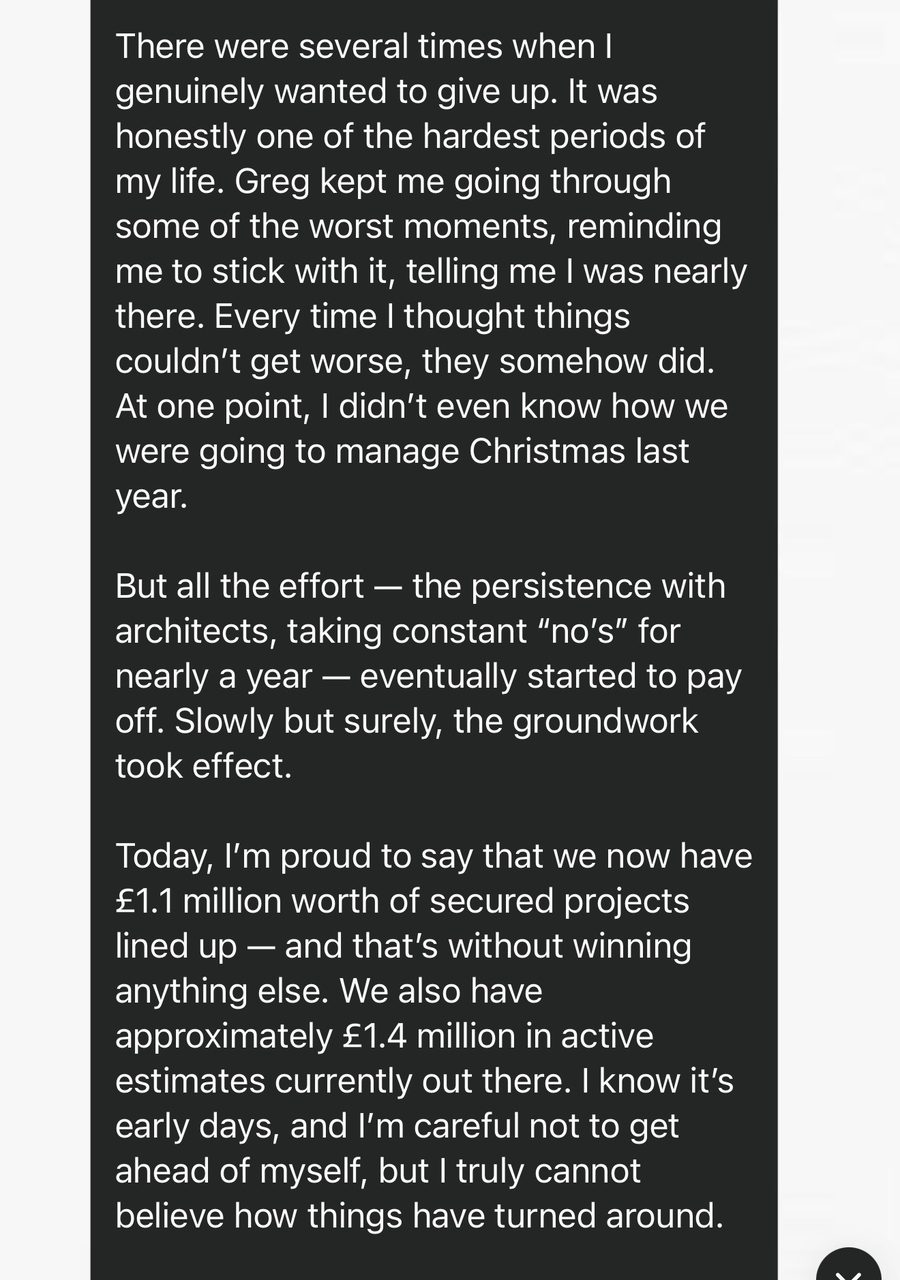 There were several times when I
genuinely wanted to give up. It was
honestly one of the hardest periods of
my life. Greg kept me going through
some of the worst moments, reminding
me to stick with it, telling me I was nearly
there. Every time I thought things
couldn’t get worse, they somehow did.
At one point, I didn’t even know how we
were going to manage Christmas last
year.
But all the effort — the persistence with
architects, taking constant “no’s” for
nearly a year — eventually started to pay
off. Slowly but surely, the groundwork
took effect.
Today, I’m proud to say that we now have
£1.1 million worth of secured projects
lined up — and that’s without winning
anything else. We also have
approximately £1.4 million in active
estimates currently out there. I know it’s
early days, and I’m careful not to get
ahead of myself, but I truly cannot
believe how things have turned around.